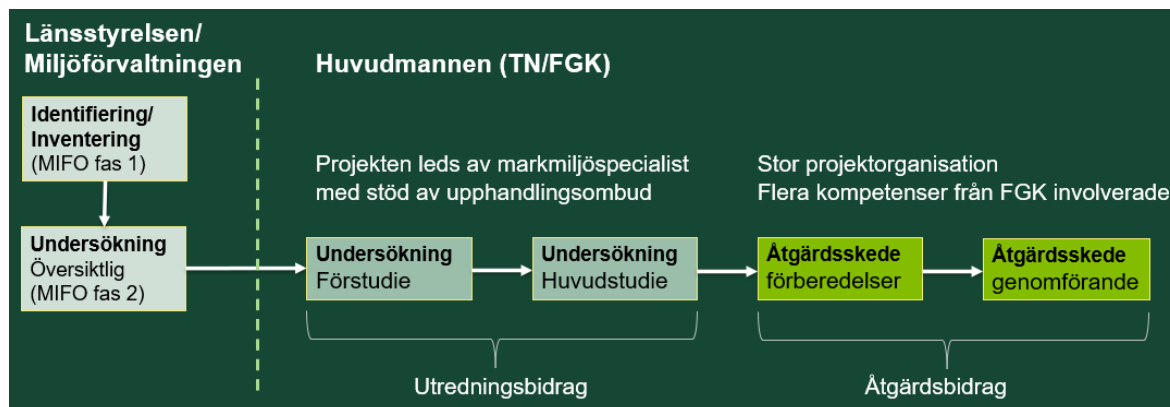 Länsstyrelsen/
Miljöförvaltningen
Identifiering/
Inventering
(MIFO fas 1)
Undersökning
Översiktlig
(MIFO fas 2)
Huvudmannen (TN/FGK)
Projekten leds av markmiljöspecialist
med stöd av upphandlingsombud
Undersökning
Förstudie
Undersökning
Huvudstudie
Utredningsbidrag
Stor projektorganisation
Flera kompetenser från FGK involverade
Åtgärdsskede
förberedelser
Åtgärdsskede
genomförande
Åtgärdsbidrag